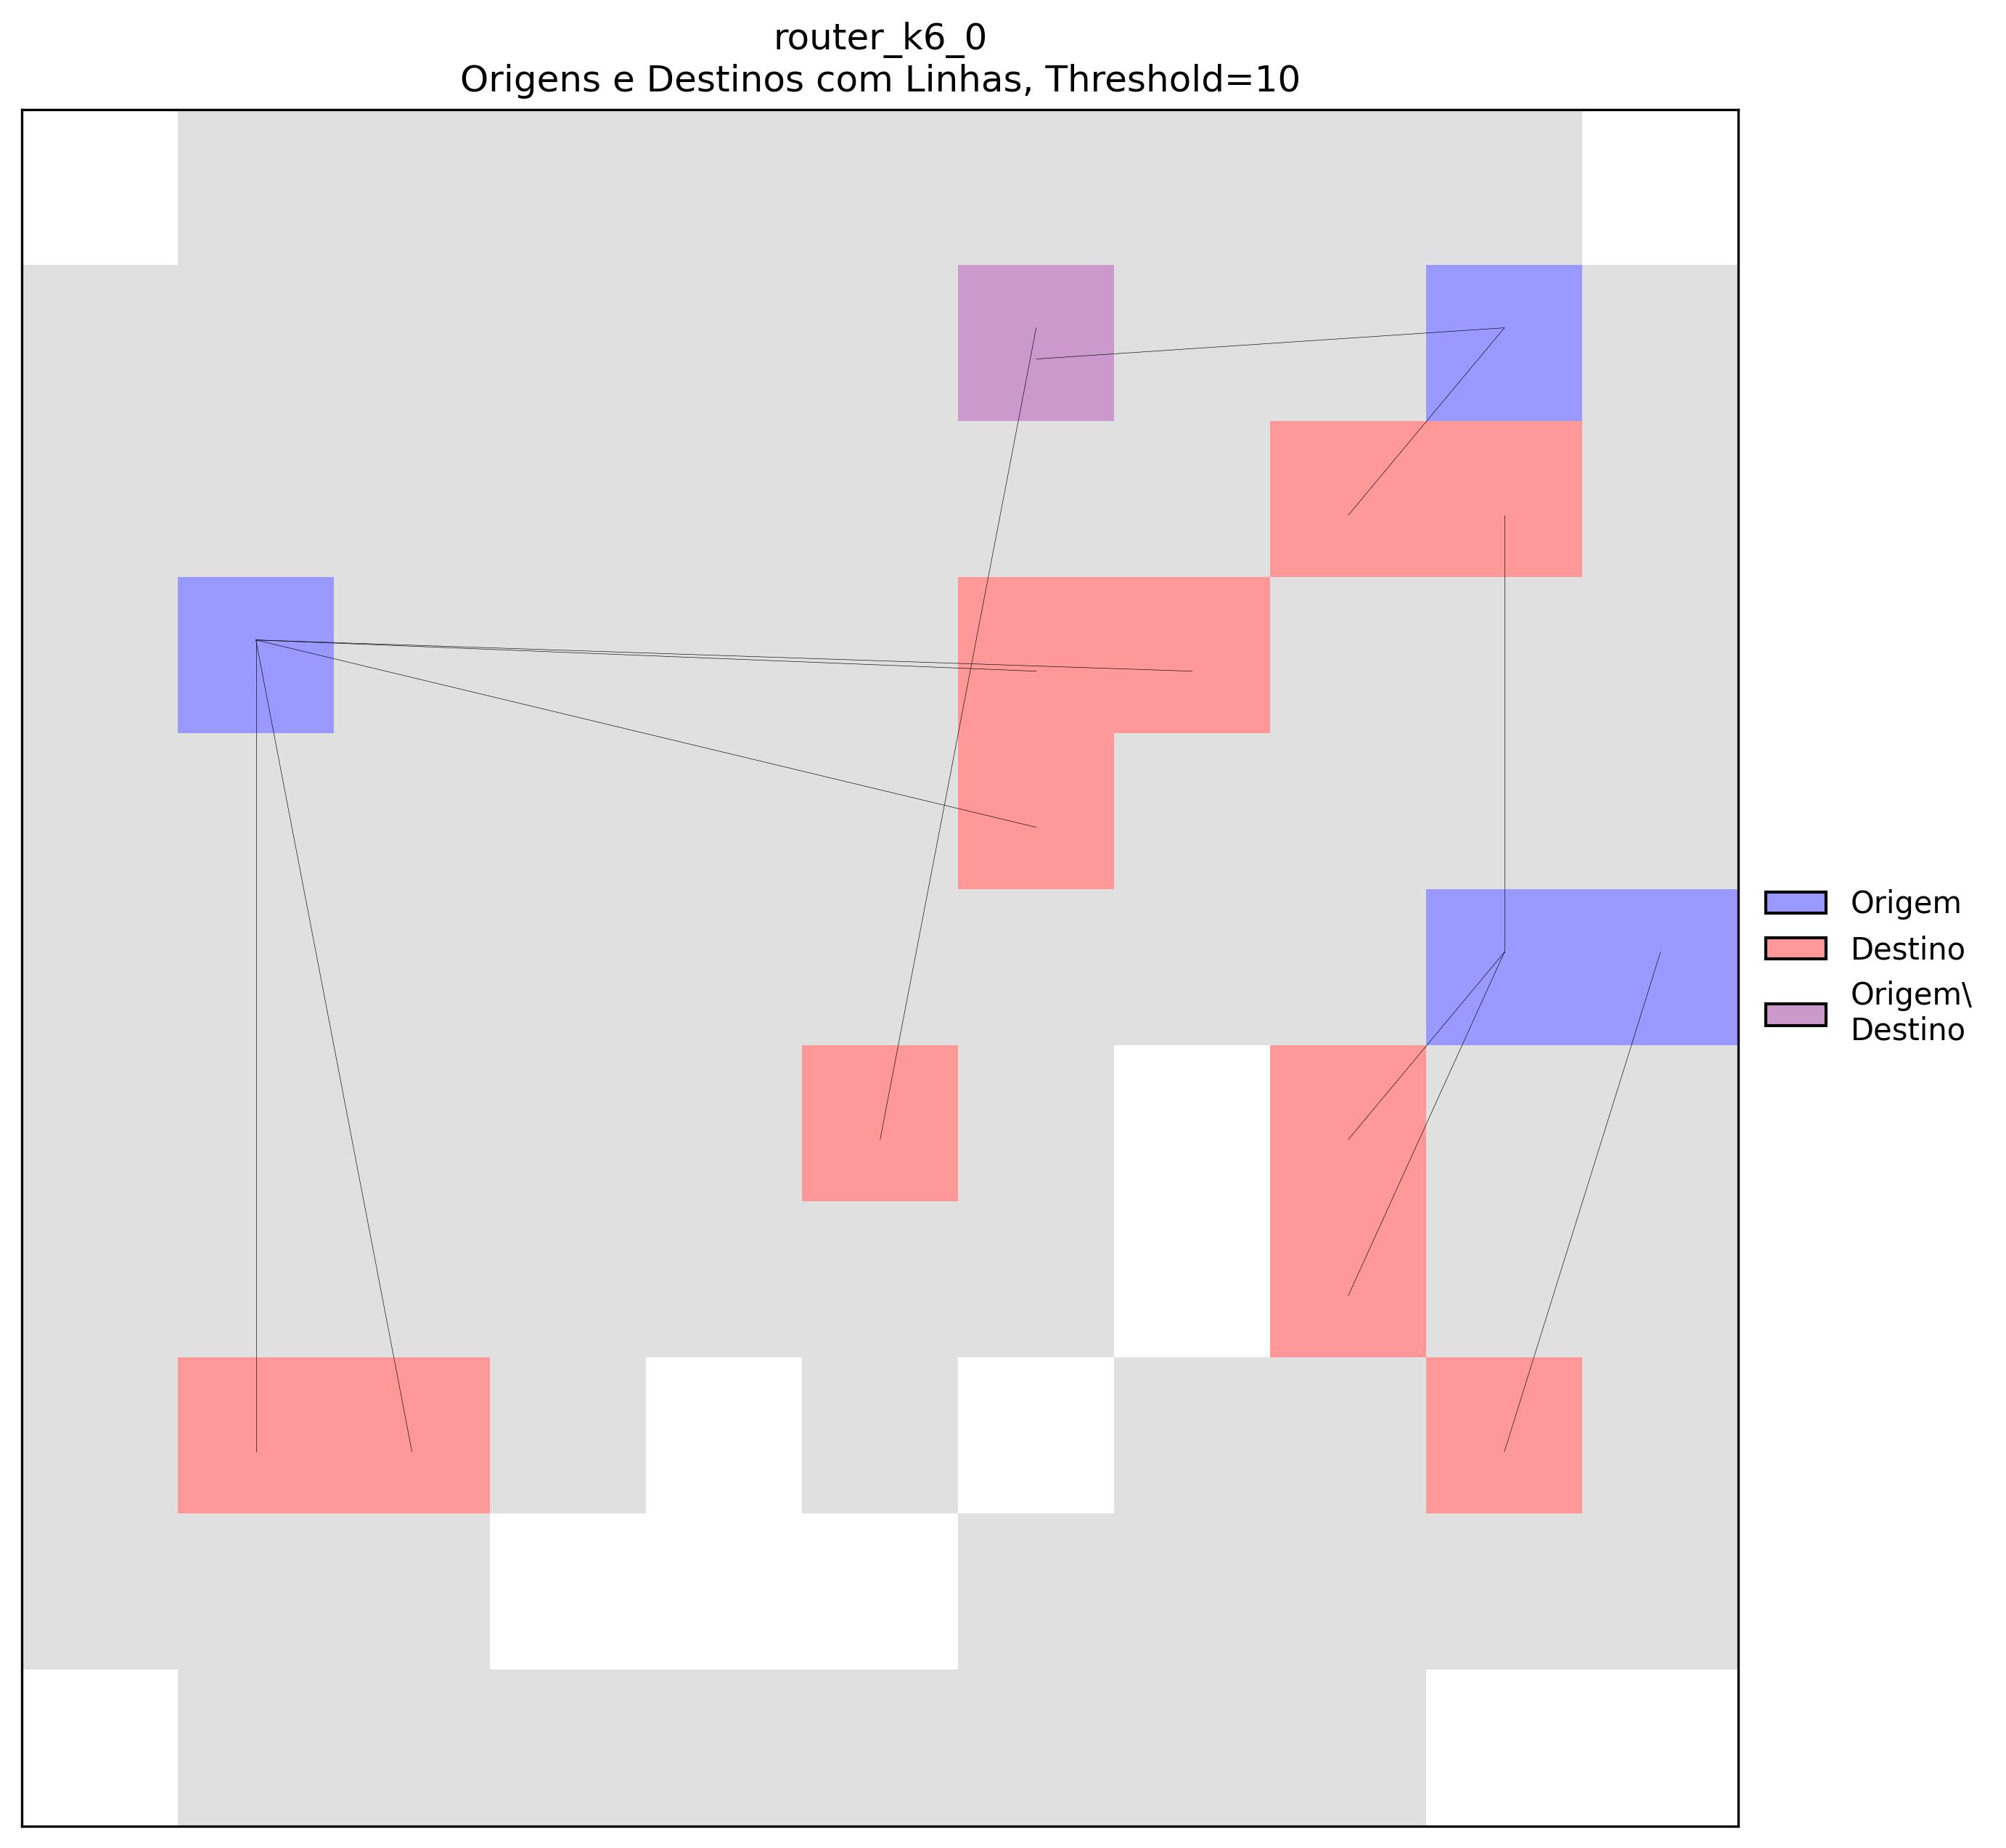 router_k6_0
Origens e Destinos com Linhas, Threshold=10
Origem
Destino
Origem\
Destino